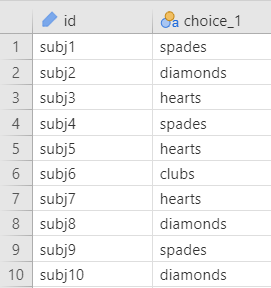 id choice_1
1 subj1 spades
2 subj2 diamonds
3 subj3 hearts
4 subj4 spades
5 subj5 hearts
6 subj6 clubs
7 subj7 hearts
8 subj8 diamonds
9 subj9 spades
10 subj10 diamonds